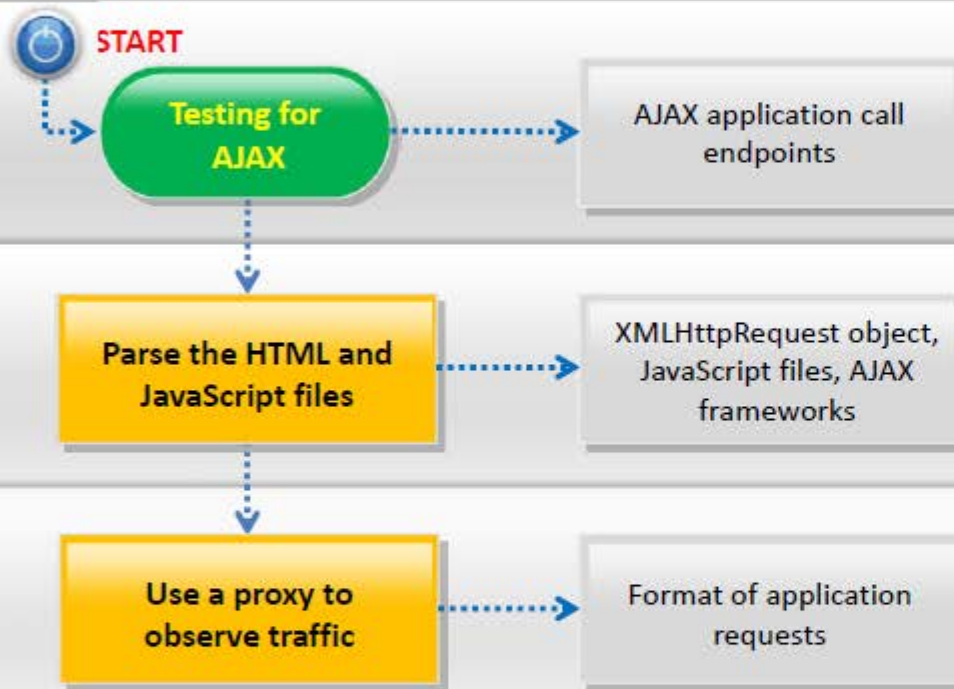 START
Testing for
AJAX
AJAX application call
endpoints
Parse the HTML and
JavaScript files
XMLHttpRequest object,
JavaScript files, AJAX
frameworks
Use a proxy to
observe traffic
Format of application
requests